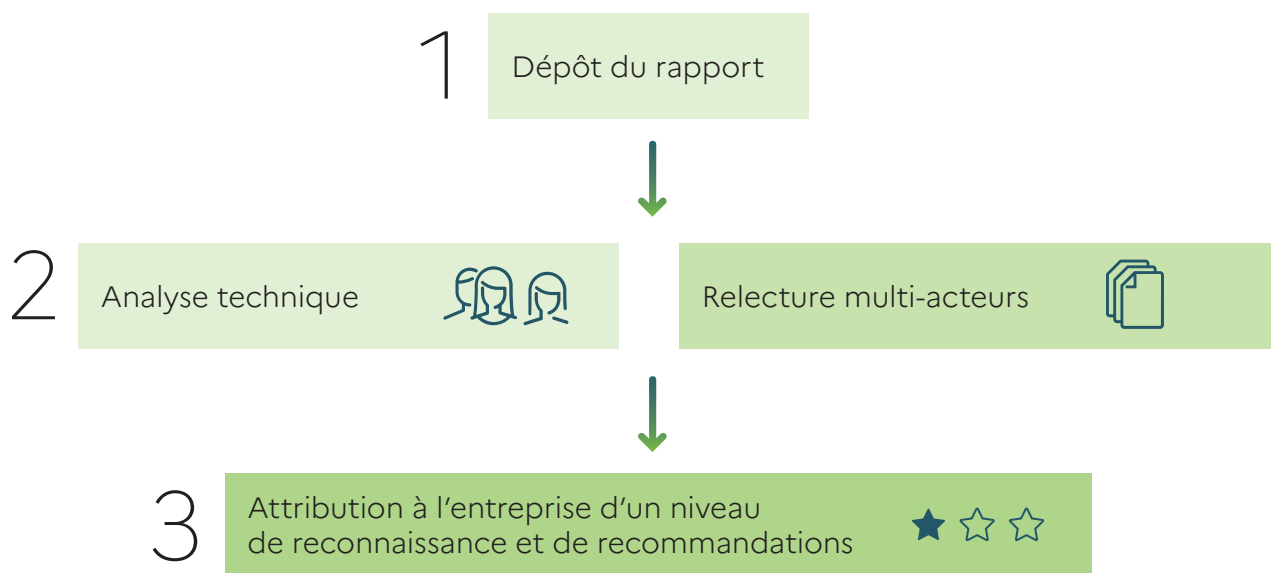 1
Dépôt du rapport
2
Analyse technique
Relecture multi-acteurs
3
Attribution à l’entreprise d’un niveau
de reconnaissance et de recommandations